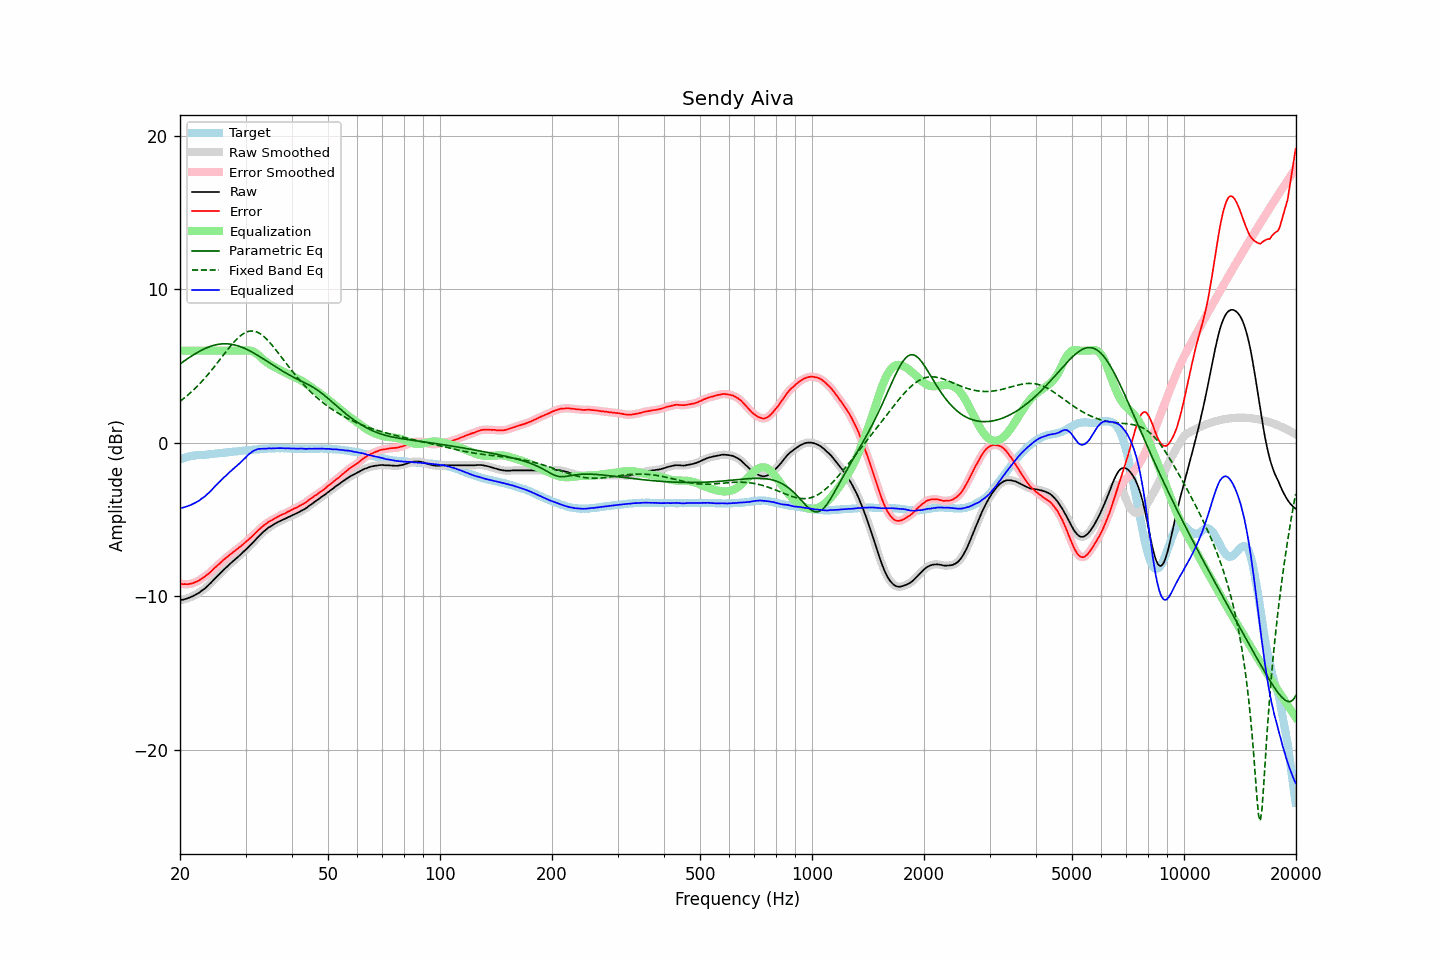 Sendy Aiva
Target
Raw Smoothed
Error Smoothed
Raw
Error
Equalization
Parametric Eq
Fixed Band Eq
Equalized
20
10
0
−10
−20
Amplitude (dBr)
20 50 100 200 500 1000 2000 5000 10000 20000
Frequency (Hz)